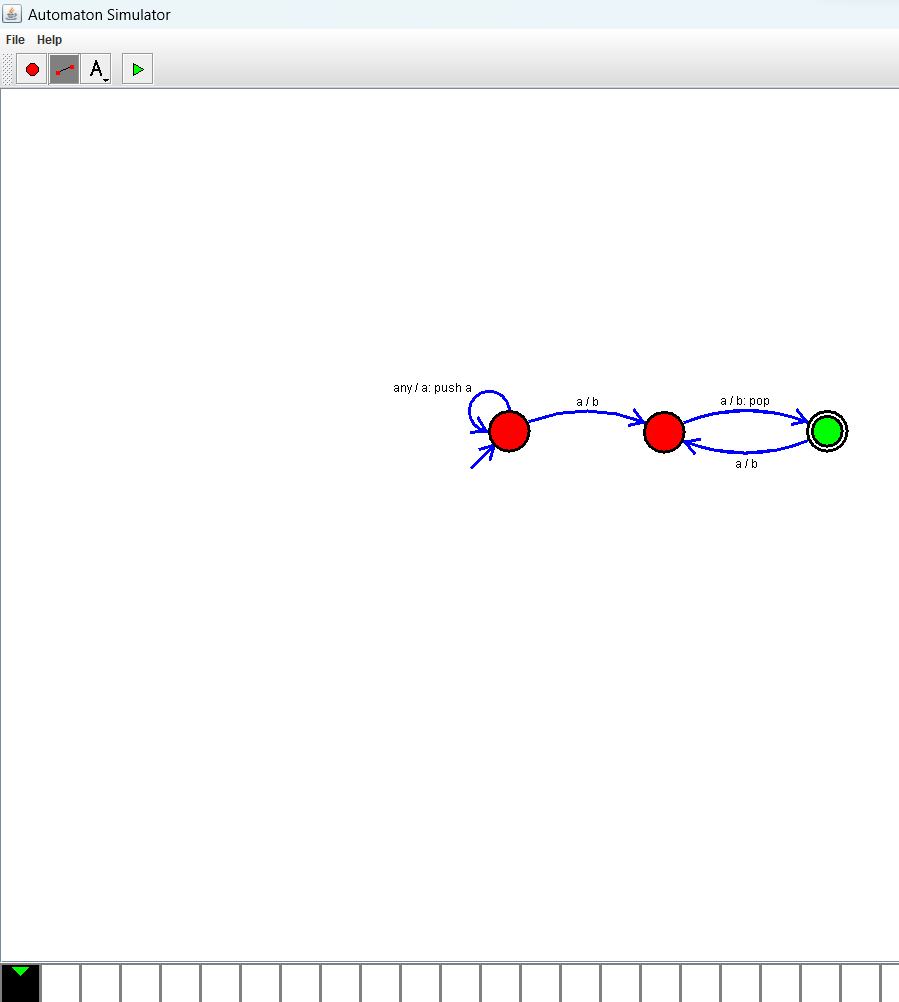 Automaton Simulator
File Help
A
any / a: push a
a / b
a / b: pop
a / b